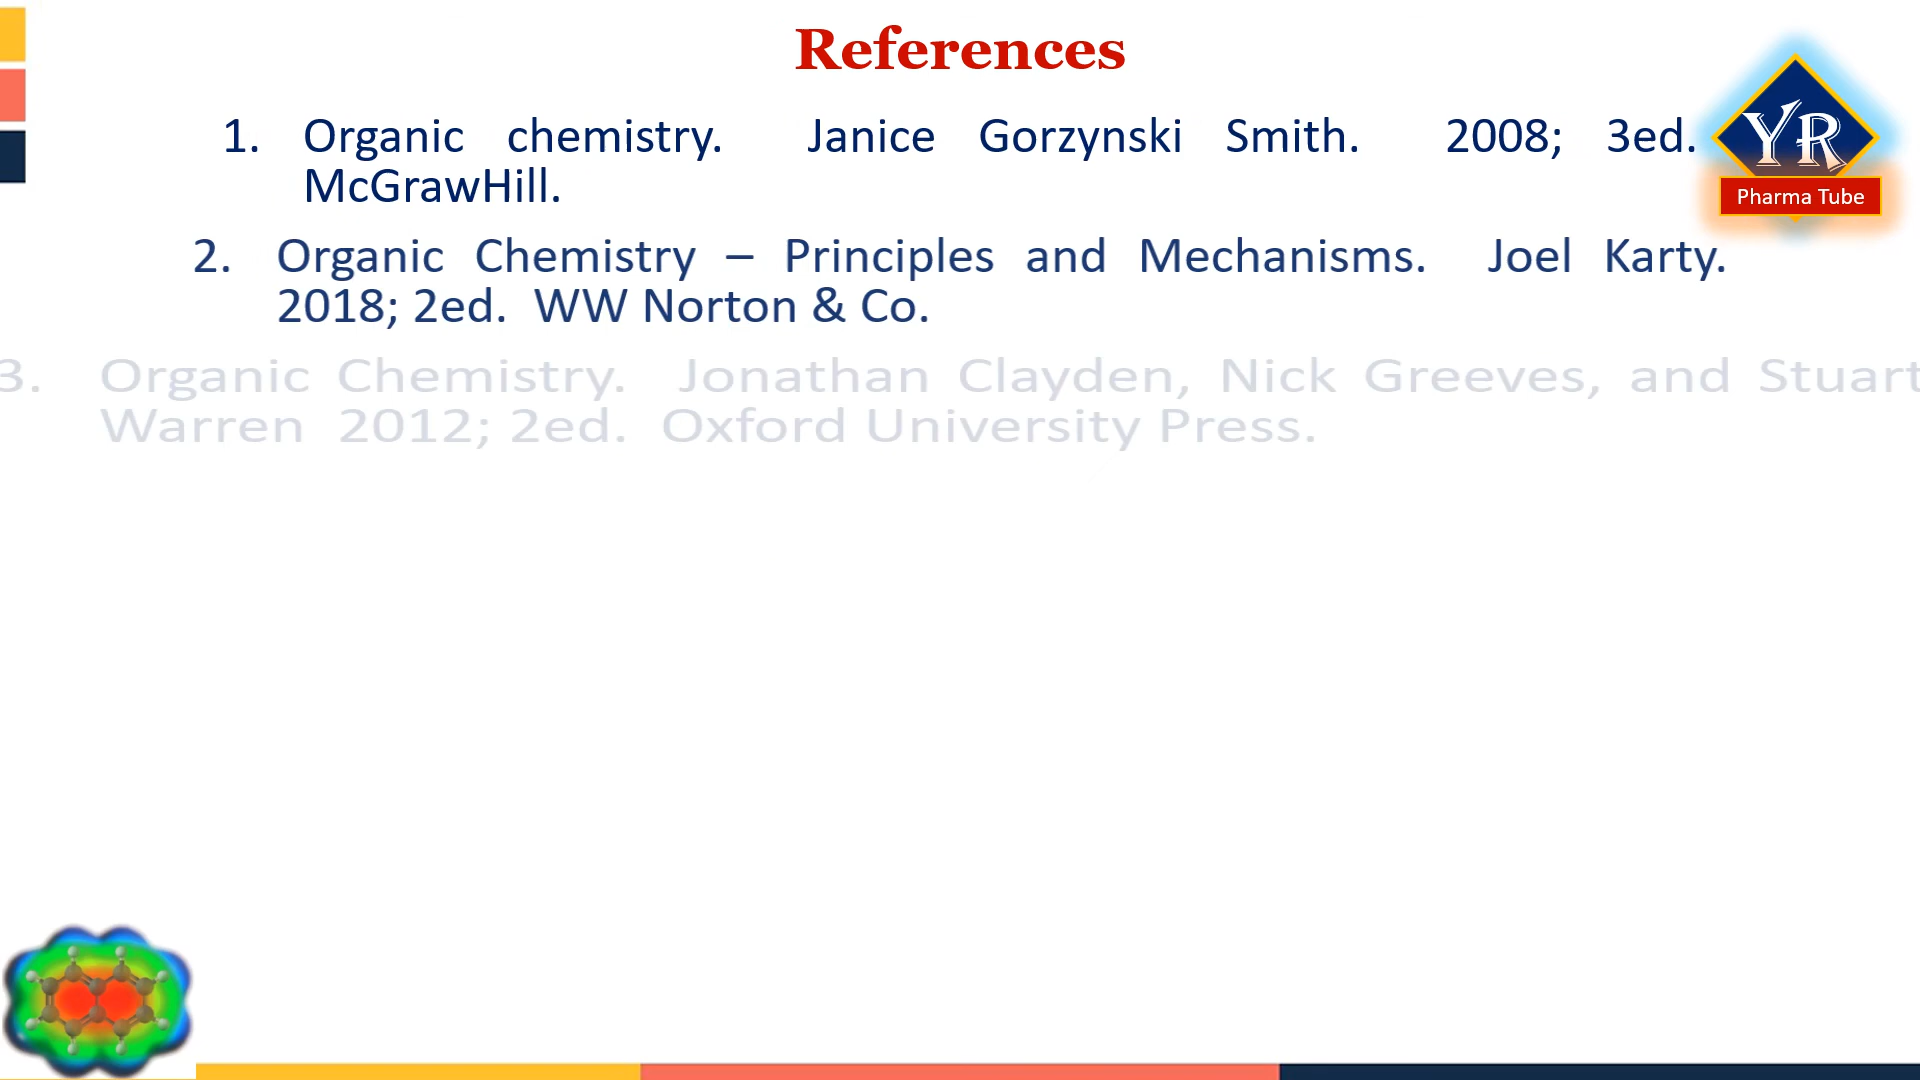 References
YR
Pharma Tube
1. Organic chemistry. Janice Gorzynski Smith. 2008; 3ed.
McGrawHill.
2. Organic Chemistry – Principles and Mechanisms. Joel Karty.
2018; 2ed. WW Norton & Co.
3. Organic Chemistry. Jonathan Clayden, Nick Greeves, and Stuart
Warren 2012; 2ed. Oxford University Press.